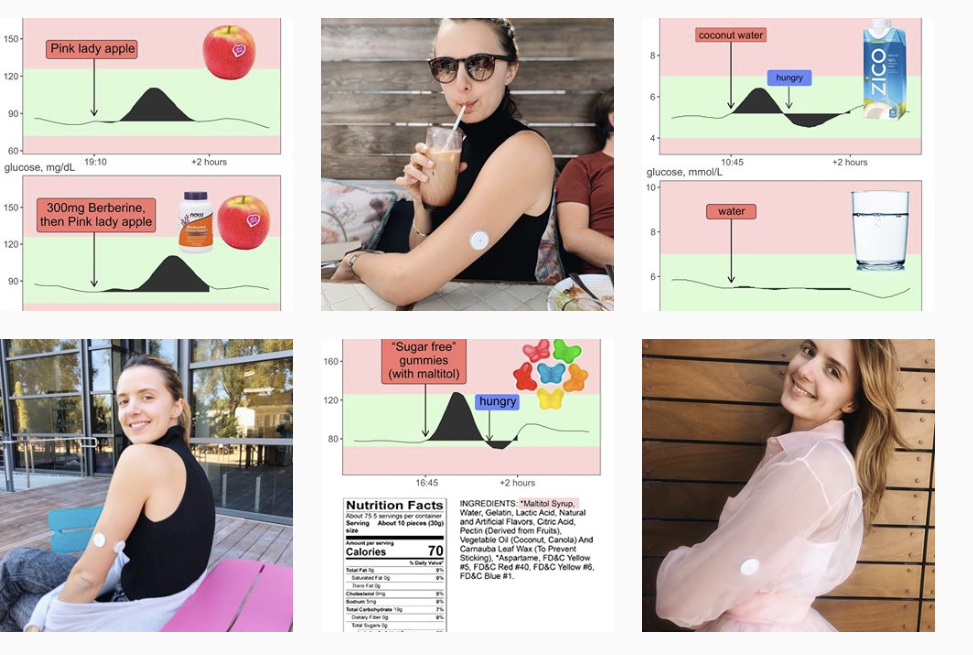 150
Pink lady apple
120
90
60
19:10
+2 hours
glucose, mg/dL
150
300mg Berberine,
then Pink lady apple
NOW
120
90
coconut water
8
hungry
ZICO
6
4
10:45
+2 hours
glucose, mmol/L
10
water
8
6
"Sugar free"
gummies
(with maltitol)
160
120
hungry
80
16:45
+2 hours
Nutrition Facts
About 75.5 servings per container
Serving size About 10 pieces (30g)
Amount per serving
Calories 70
% Daily Value*
Total Fat 0g 0%
Saturated Fat 0g 0%
Trans Fat 0g
Cholesterol 0mg 0%
Sodium 5mg 0%
Total Carbohydrate 19g 7%
Dietary Fiber 0g 0%
Total Sugars 0g
INGREDIENTS: *Maltitol Syrup,
Water, Gelatin, Lactic Acid, Natural
and Artificial Flavors, Citric Acid,
Pectin (Derived from Fruits),
Vegetable Oil (Coconut, Canola) And
Carnauba Leaf Wax (To Prevent
Sticking), *Aspartame, FD&C Yellow
#5, FD&C Red #40, FD&C Yellow #6,
FD&C Blue #1.